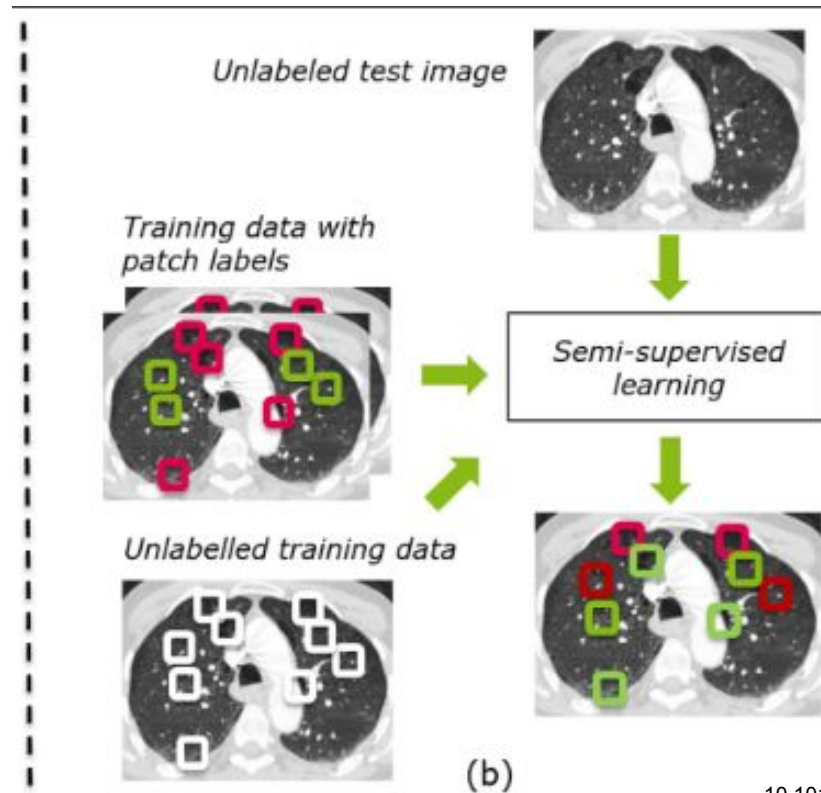 Unlabeled test image
Training data with
patch labels
Semi-supervised
learning
Unlabelled training data
(b)